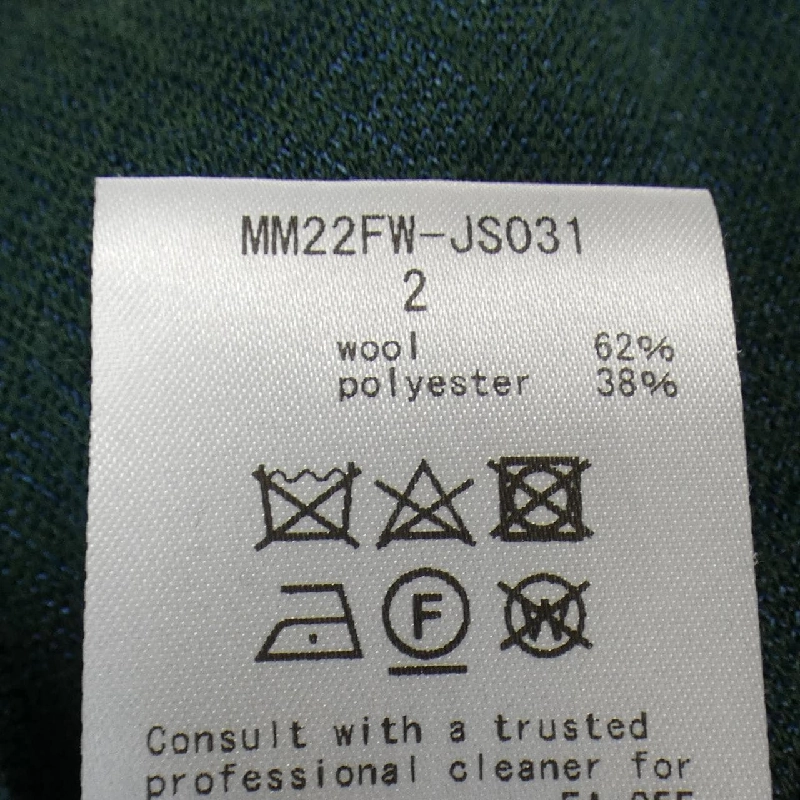 MM22FW-JS031
2
wool 62%
polyester 38%
F W
Consult with a trusted
professional cleaner for